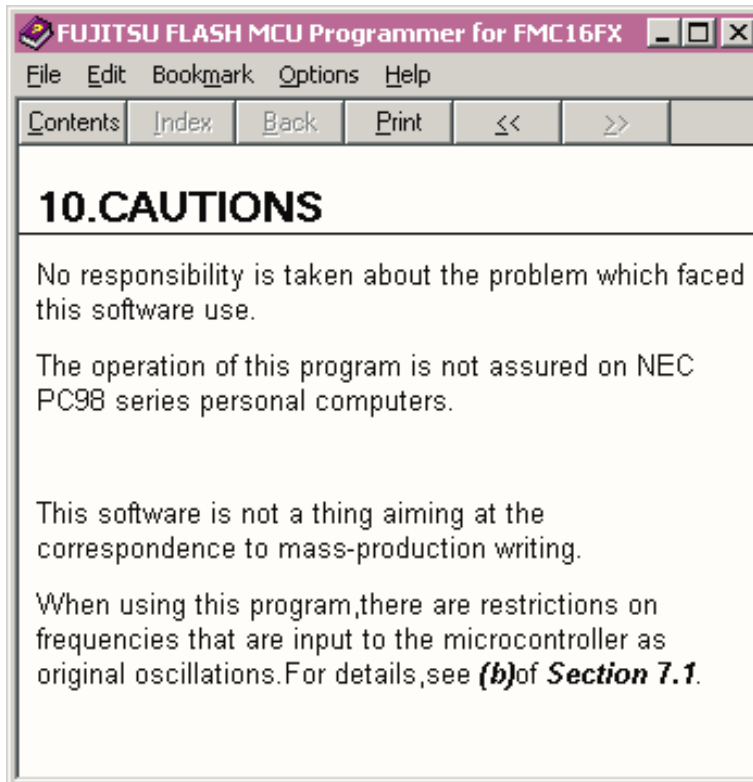 FUJITSU FLASH MCU Programmer for FMC16FX
File Edit Bookmark Options Help
Contents Index Back Print << >>
10.CAUTIONS
No responsibility is taken about the problem which faced
this software use.
The operation of this program is not assured on NEC
PC98 series personal computers.
This software is not a thing aiming at the
correspondence to mass-production writing.
When using this program,there are restrictions on
frequencies that are input to the microcontroller as
original oscillations.For details,see (b)of Section 7.1.